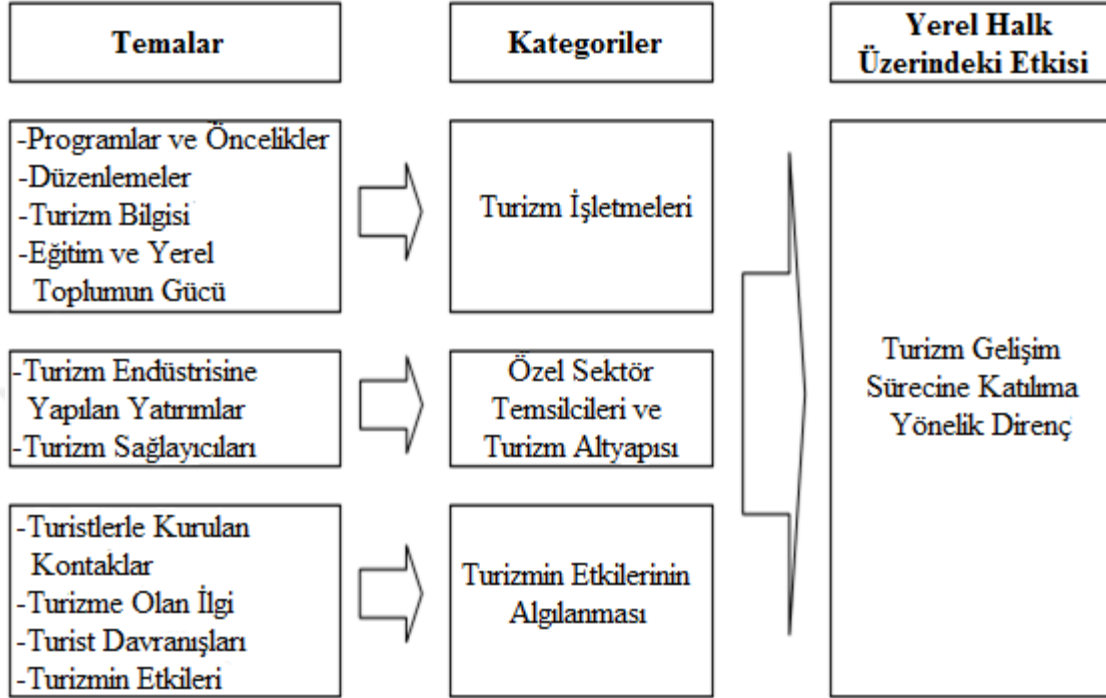 Temalar
Kategoriler
Yerel Halk
Üzerindeki Etkisi
-Programlar ve Öncelikler
-Düzenlemeler
-Turizm Bilgisi
-Eğitim ve Yerel
Toplumun Gücü
Turizm İşletmeleri
-Turizm Endüstrisine
Yapılan Yatırımlar
-Turizm Sağlayıcıları
Özel Sektör
Temsilcileri ve
Turizm Altyapısı
-Turistlerle Kurulan
Kontaklar
-Turizme Olan İlgi
-Turist Davranışları
-Turizmin Etkileri
Turizmin Etkilerinin
Algılanması
Turizm Gelişim
Sürecine Katılıma
Yönelik Direnç